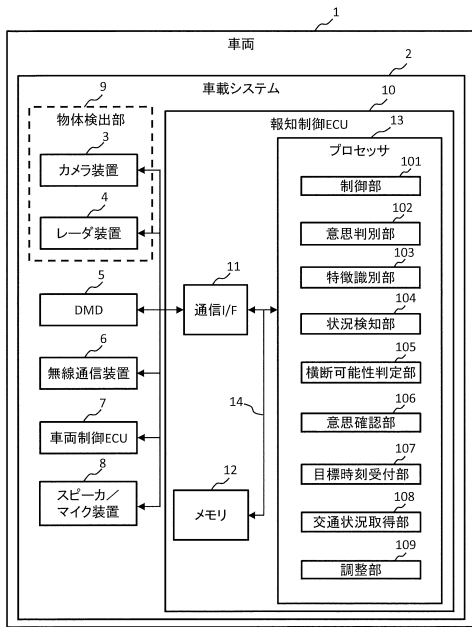 1
車両
2
車載システム
9
物体検出部
3
カメラ装置
4
レーダ装置
5
DMD
6
無線通信装置
7
車両制御ECU
8
スピーカ／
マイク装置
10
報知制御ECU
11
通信I/F
12
メモリ
14
13
プロセッサ
101
制御部
102
意思判別部
103
特徴識別部
104
状況検知部
105
横断可能性判定部
106
意思確認部
107
目標時刻受付部
108
交通状況取得部
109
調整部